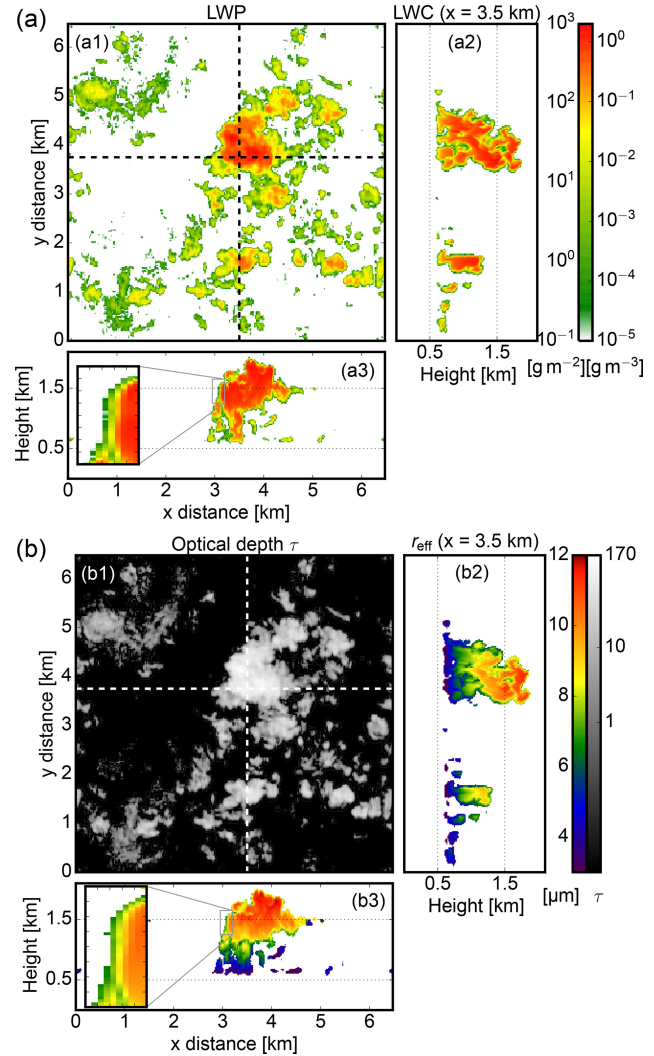 (a) LWP LWC (x = 3.5 km)
(a1) (a2)
6
5
4
3
2
1
0
y distance [km]
10³
10²
10¹
10⁰
10⁻¹
10⁰
10⁻¹
10⁻²
10⁻³
10⁻⁴
10⁻⁵
[g m⁻²][g m⁻³]
0.5 1.5
Height [km]
(a3)
1.5
0.5
Height [km]
0 1 2 3 4 5 6
x distance [km]
(b) Optical depth τ r_eff (x = 3.5 km)
(b1) (b2)
6
5
4
3
2
1
0
y distance [km]
12
10
8
6
4
170
10
1
[µm] τ
0.5 1.5
Height [km]
(b3)
1.5
0.5
Height [km]
0 1 2 3 4 5 6
x distance [km]